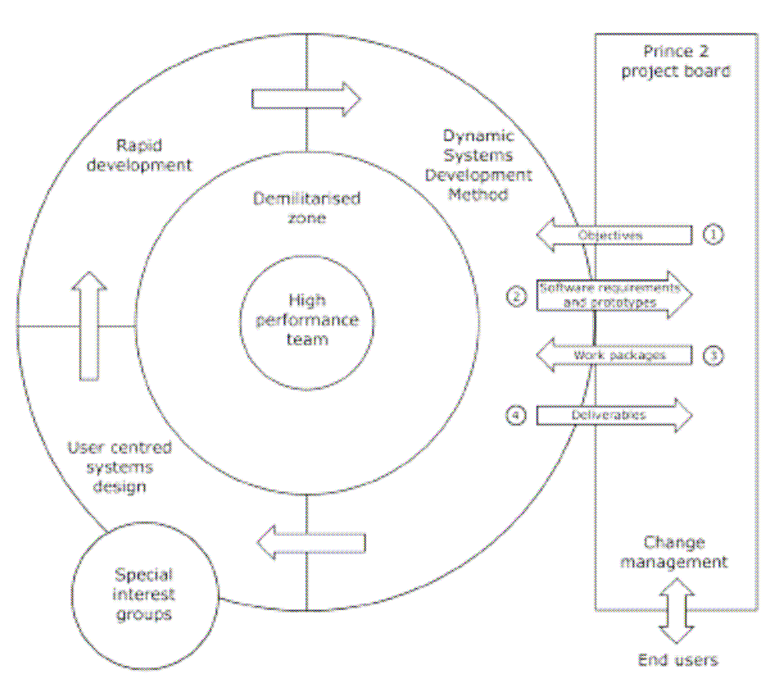 Prince 2
project board
Rapid
development
Dynamic
Systems
Development
Method
Demilitarised
zone
Objectives
1
2
Software requirements
and prototypes
High
performance
team
Work packages
3
4
Deliverables
User centred
systems
design
Change
management
Special
interest
groups
End users